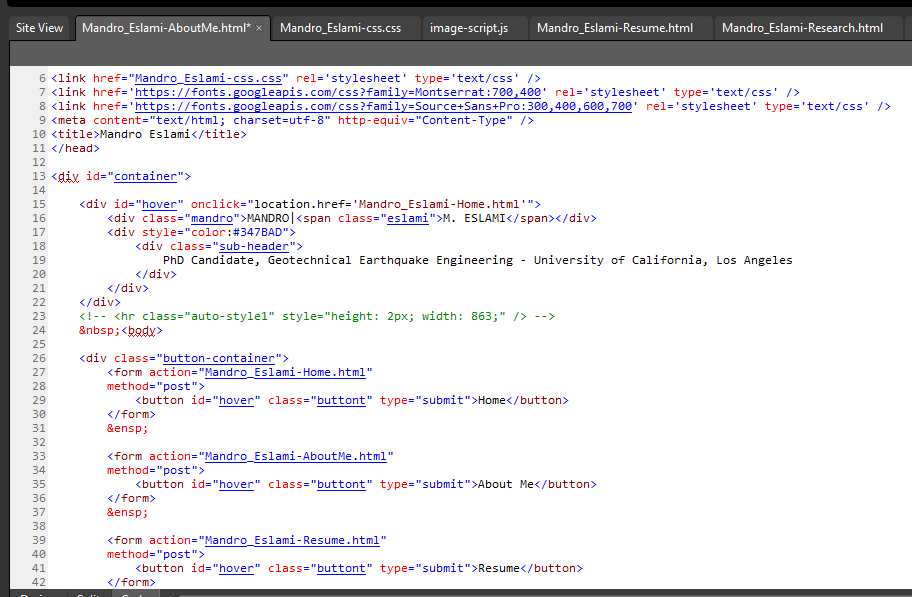 Site View
Mandro_Eslami-AboutMe.html* ×
Mandro_Eslami-css.css
image-script.js
Mandro_Eslami-Resume.html
Mandro_Eslami-Research.html
6 <link href="Mandro_Eslami-css.css" rel='stylesheet' type='text/css' />
7 <link href='https://fonts.googleapis.com/css?family=Montserrat:700,400' rel='stylesheet' type='text/css' />
8 <link href='https://fonts.googleapis.com/css?family=Source+Sans+Pro:300,400,600,700' rel='stylesheet' type='text/css' />
9 <meta content="text/html; charset=utf-8" http-equiv="Content-Type" />
10 <title>Mandro Eslami</title>
11 </head>
12
13 <div id="container">
14
15 <div id="hover" onclick="location.href='Mandro_Eslami-Home.html'">
16 <div class="mandro">MANDRO|<span class="eslami">M. ESLAMI</span></div>
17 <div style="color:#347BAD">
18 <div class="sub-header">
19 PhD Candidate, Geotechnical Earthquake Engineering - University of California, Los Angeles
20 </div>
21 </div>
22 </div>
23 <!-- <hr class="auto-style1" style="height: 2px; width: 863;" /> -->
24 &nbsp;<body>
25
26 <div class="button-container">
27 <form action="Mandro_Eslami-Home.html"
28 method="post">
29 <button id="hover" class="buttont" type="submit">Home</button>
30 </form>
31 &ensp;
32
33 <form action="Mandro_Eslami-AboutMe.html"
34 method="post">
35 <button id="hover" class="buttont" type="submit">About Me</button>
36 </form>
37 &ensp;
38
39 <form action="Mandro_Eslami-Resume.html"
40 method="post">
41 <button id="hover" class="buttont" type="submit">Resume</button>
42 </form>